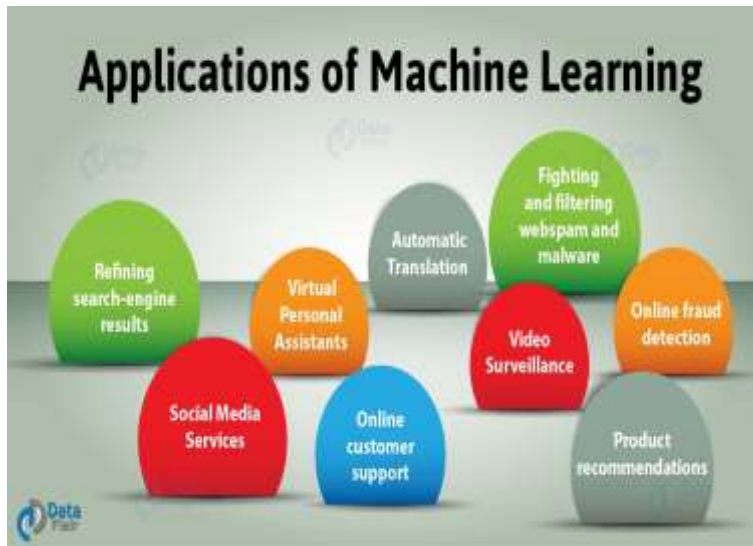 Applications of Machine Learning
Refining
search-engine
results
Virtual
Personal
Assistants
Automatic
Translation
Fighting
and filtering
webspam and
malware
Online fraud
detection
Video
Surveillance
Social Media
Services
Online
customer
support
Product
recommendations
Data